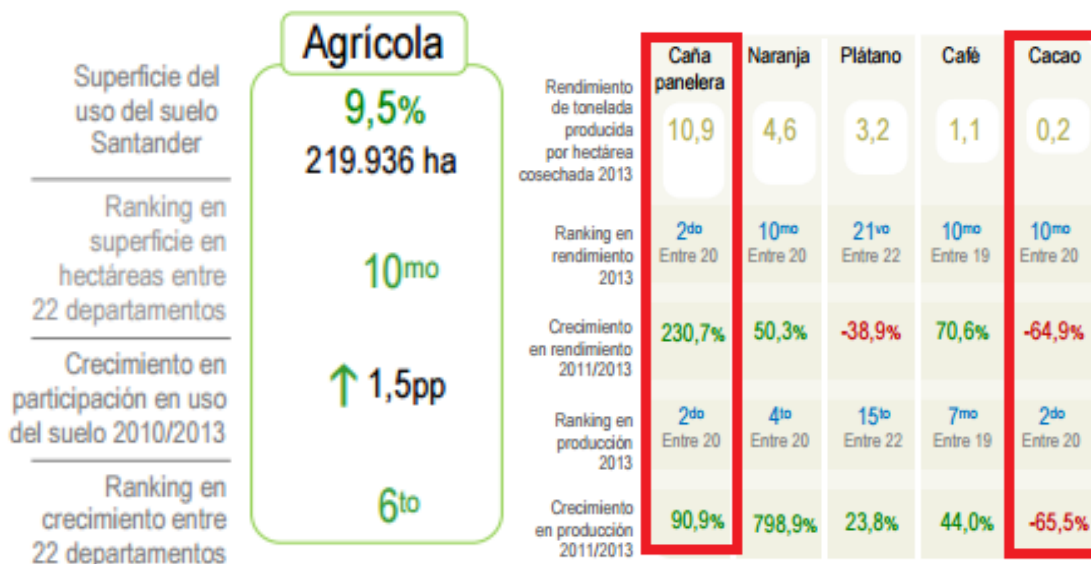 Agrícola
Superficie del
uso del suelo
Santander
9,5%
219.936 ha
Ranking en
superficie en
hectáreas entre
22 departamentos
10mo
Crecimiento en
participación en uso
del suelo 2010/2013
↑ 1,5pp
Ranking en
crecimiento entre
22 departamentos
6to
Caña
panelera
Naranja
Plátano
Café
Cacao
Rendimiento
de tonelada
producida
por hectárea
cosechada 2013
10,9
4,6
3,2
1,1
0,2
Ranking en
rendimiento
2013
2do
Entre 20
10mo
Entre 20
21vo
Entre 22
10mo
Entre 19
10mo
Entre 20
Crecimiento
en rendimiento
2011/2013
230,7%
50,3%
-38,9%
70,6%
-64,9%
Ranking en
producción
2013
2do
Entre 20
4to
Entre 20
15to
Entre 22
7mo
Entre 19
2do
Entre 20
Crecimiento
en producción
2011/2013
90,9%
798,9%
23,8%
44,0%
-65,5%